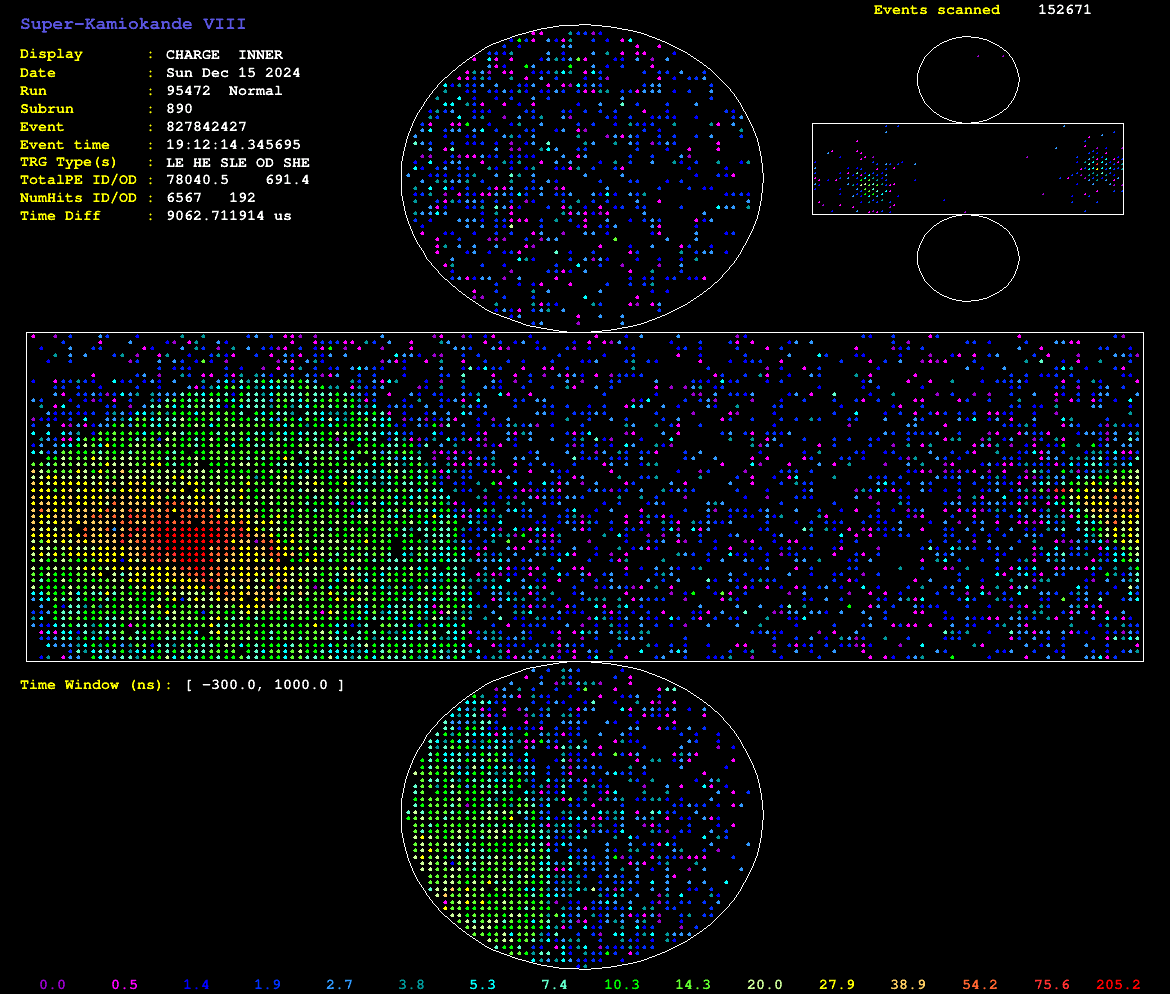 Super-Kamiokande VIII
Events scanned 152671
Display : CHARGE INNER
Date : Sun Dec 15 2024
Run : 95472 Normal
Subrun : 890
Event : 827842427
Event time : 19:12:14.345695
TRG Type(s) : LE HE SLE OD SHE
TotalPE ID/OD : 78040.5 691.4
NumHits ID/OD : 6567 192
Time Diff : 9062.711914 us
Time Window (ns): [ -300.0, 1000.0 ]
0.0 0.5 1.4 1.9 2.7 3.8 5.3 7.4 10.3 14.3 20.0 27.9 38.9 54.2 75.6 205.2